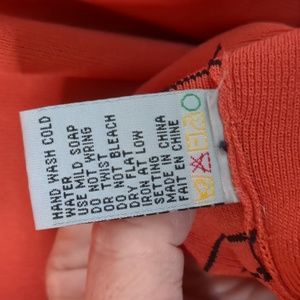 HAND WASH COLD
WATER
USE MILD SOAP
DO NOT WRING
OR TWIST
DO NOT BLEACH
DRY FLAT
IRON AT LOW
SETTING
MADE IN CHINA
FAIT EN CHINE